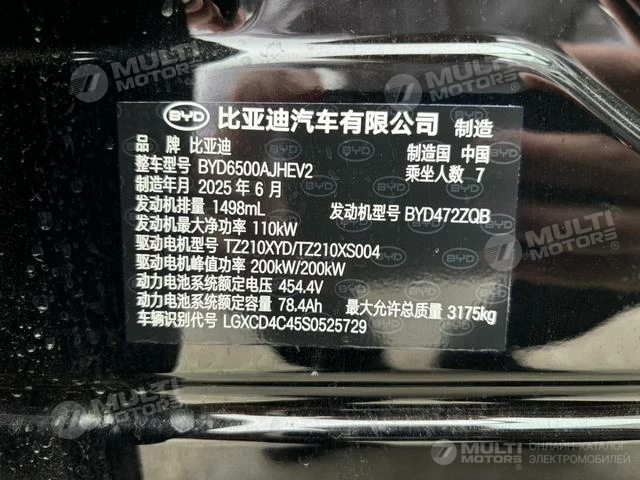 BYD 比亚迪汽车有限公司 制造
品 牌 比亚迪
制造国 中国
整车型号 BYD6500AJHEV2
乘坐人数 7
制造年月 2025 年 6 月
发动机排量 1498mL
发动机型号 BYD472ZQB
发动机最大净功率 110kW
驱动电机型号 TZ210XYD/TZ210XS004
驱动电机峰值功率 200kW/200kW
动力电池系统额定电压 454.4V
动力电池系统额定容量 78.4Ah
最大允许总质量 3175kg
车辆识别代号 LGXCD4C45S0525729
MULTI MOTORS
ОНЛАЙН-КАТАЛОГ
ЭЛЕКТРОМОБИЛЕЙ